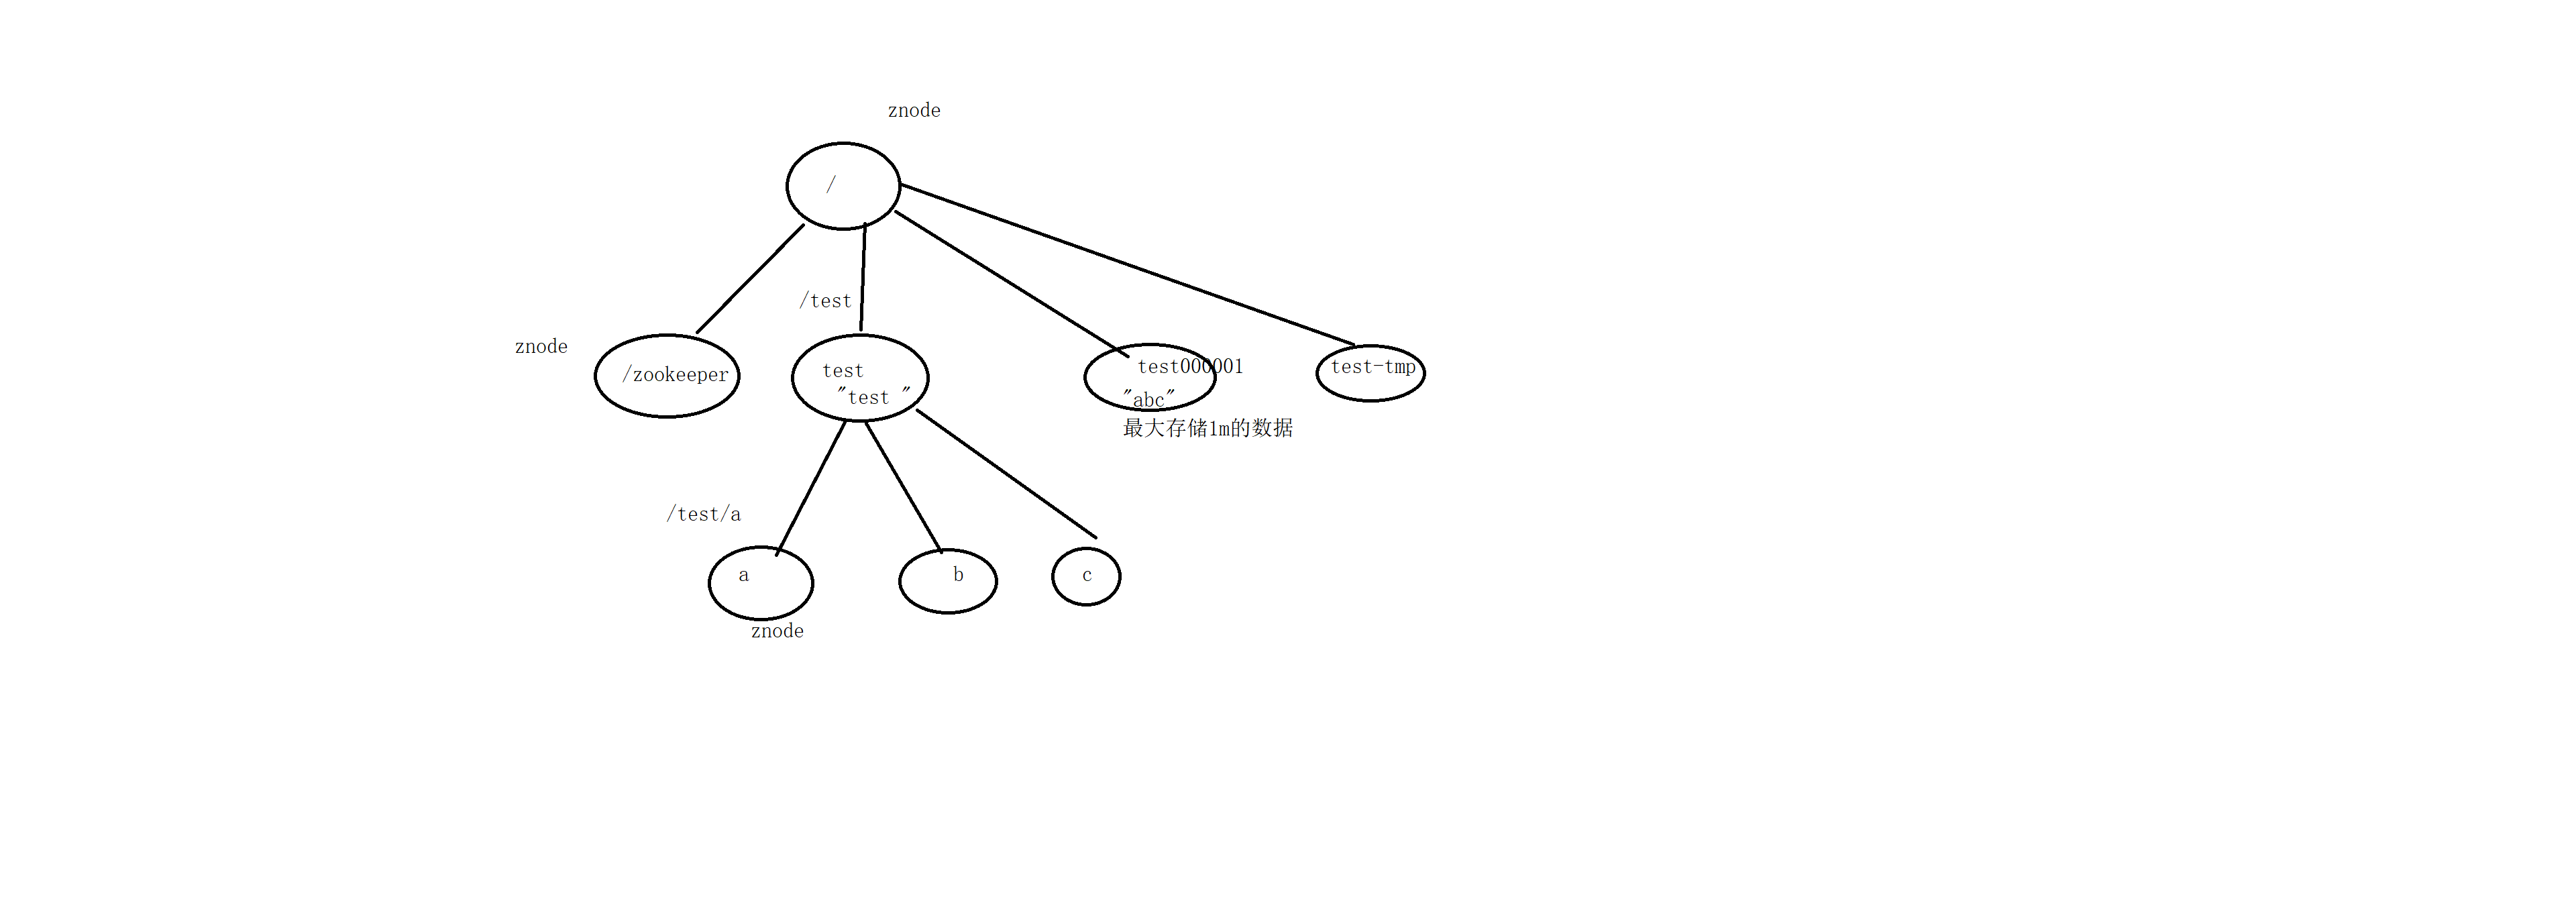 znode
/
/test
znode
/zookeeper
test
"test "
test000001
"abc"
最大存储1m的数据
test-tmp
/test/a
a
b
c
znode